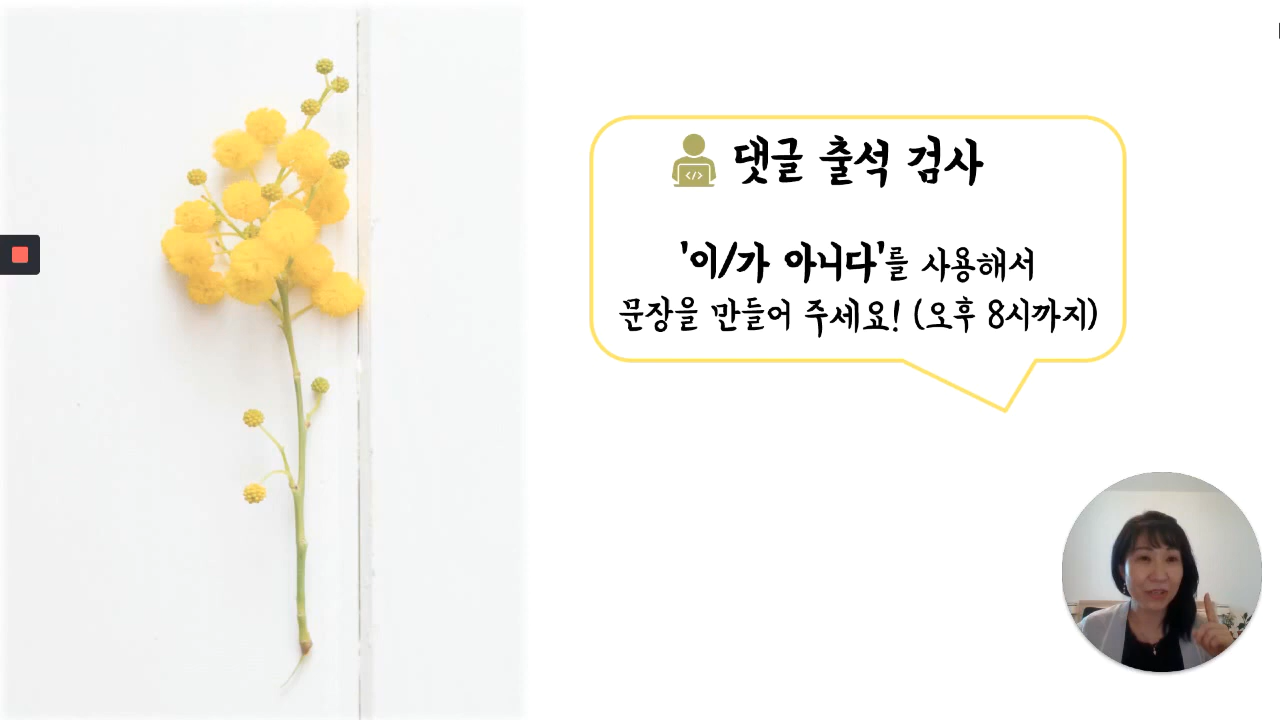 댓글 출석 검사
'이/가 아니다'를 사용해서
문장을 만들어 주세요! (오후 8시까지)